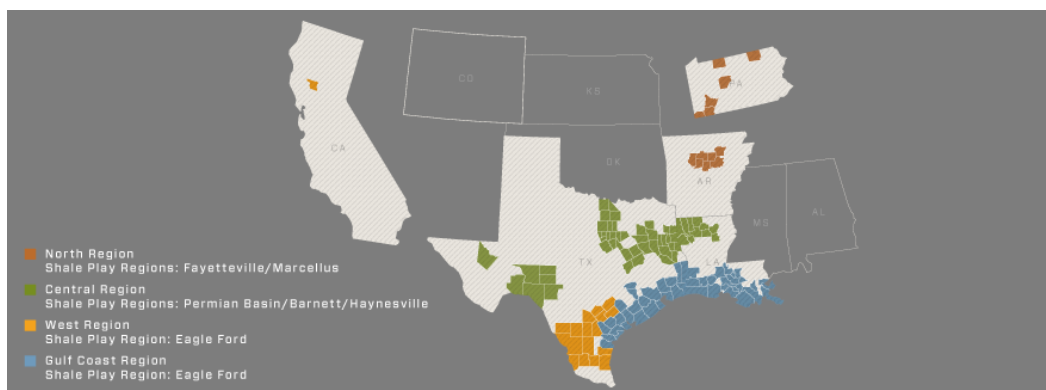 CO
KS
PA
CA
OK
AR
MS
AL
TX
LA
North Region
Shale Play Regions: Fayetteville/Marcellus
Central Region
Shale Play Regions: Permian Basin/Barnett/Haynesville
West Region
Shale Play Region: Eagle Ford
Gulf Coast Region
Shale Play Region: Eagle Ford